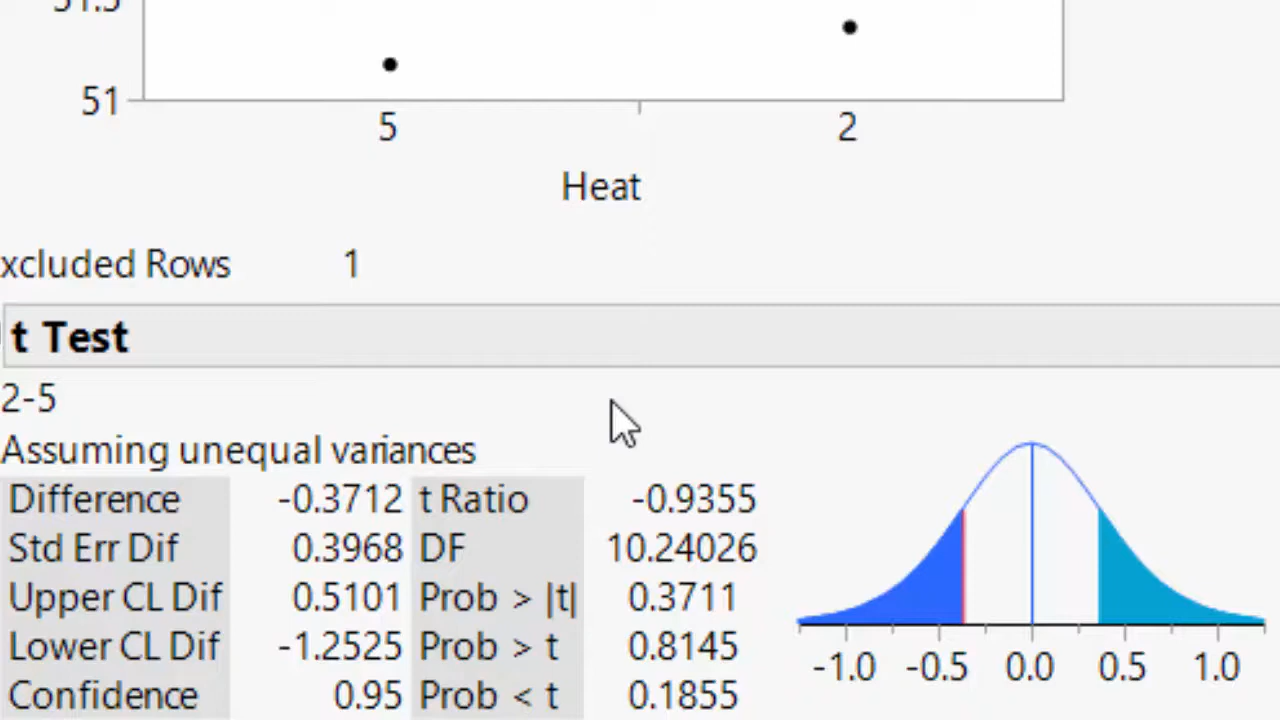 51.5
51
5 2
Heat
xcluded Rows 1
t Test
2-5
Assuming unequal variances
Difference -0.3712 t Ratio -0.9355
Std Err Dif 0.3968 DF 10.24026
Upper CL Dif 0.5101 Prob > |t| 0.3711
Lower CL Dif -1.2525 Prob > t 0.8145
Confidence 0.95 Prob < t 0.1855
-1.0 -0.5 0.0 0.5 1.0